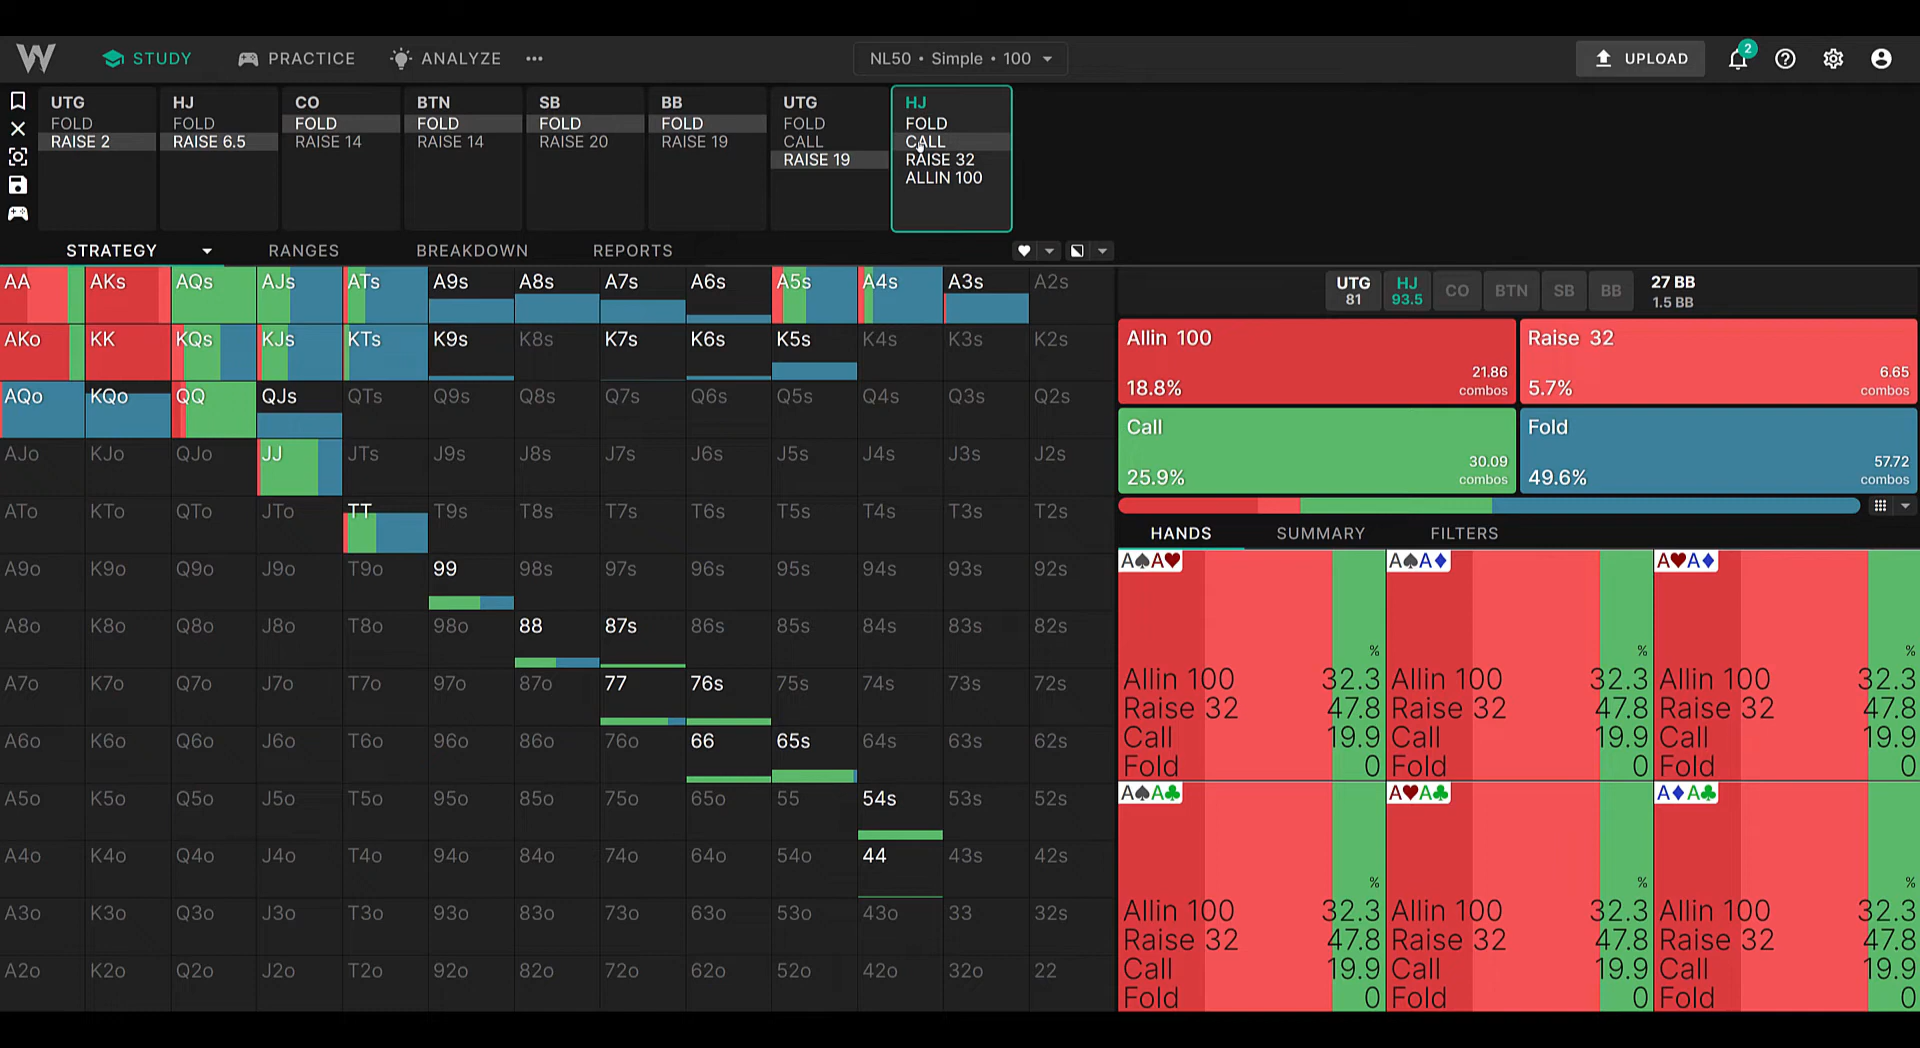 W STUDY PRACTICE ANALYZE ••• NL50 • Simple • 100 UPLOAD 2
UTG
FOLD
RAISE 2
HJ
FOLD
RAISE 6.5
CO
FOLD
RAISE 14
BTN
FOLD
RAISE 14
SB
FOLD
RAISE 20
BB
FOLD
RAISE 19
UTG
FOLD
CALL
RAISE 19
HJ
FOLD
CALL
RAISE 32
ALLIN 100
STRATEGY RANGES BREAKDOWN REPORTS
AA AKs AQs AJs ATs A9s A8s A7s A6s A5s A4s A3s A2s
AKo KK KQs KJs KTs K9s K8s K7s K6s K5s K4s K3s K2s
AQo KQo QQ QJs QTs Q9s Q8s Q7s Q6s Q5s Q4s Q3s Q2s
AJo KJo QJo JJ JTs J9s J8s J7s J6s J5s J4s J3s J2s
ATo KTo QTo JTo TT T9s T8s T7s T6s T5s T4s T3s T2s
A9o K9o Q9o J9o T9o 99 98s 97s 96s 95s 94s 93s 92s
A8o K8o Q8o J8o T8o 98o 88 87s 86s 85s 84s 83s 82s
A7o K7o Q7o J7o T7o 97o 87o 77 76s 75s 74s 73s 72s
A6o K6o Q6o J6o T6o 96o 86o 76o 66 65s 64s 63s 62s
A5o K5o Q5o J5o T5o 95o 85o 75o 65o 55 54s 53s 52s
A4o K4o Q4o J4o T4o 94o 84o 74o 64o 54o 44 43s 42s
A3o K3o Q3o J3o T3o 93o 83o 73o 63o 53o 43o 33 32s
A2o K2o Q2o J2o T2o 92o 82o 72o 62o 52o 42o 32o 22
UTG HJ CO BTN SB BB 27 BB
81 93.5 1.5 BB
Allin 100
21.86
18.8% combos
Raise 32
6.65
5.7% combos
Call
30.09
25.9% combos
Fold
57.72
49.6% combos
HANDS SUMMARY FILTERS
A♠A♥ A♠A♦ A♥A♦
% % %
Allin 100 32.3 Allin 100 32.3 Allin 100 32.3
Raise 32 47.8 Raise 32 47.8 Raise 32 47.8
Call 19.9 Call 19.9 Call 19.9
Fold 0 Fold 0 Fold 0
A♠A♣ A♥A♣ A♦A♣
% % %
Allin 100 32.3 Allin 100 32.3 Allin 100 32.3
Raise 32 47.8 Raise 32 47.8 Raise 32 47.8
Call 19.9 Call 19.9 Call 19.9
Fold 0 Fold 0 Fold 0